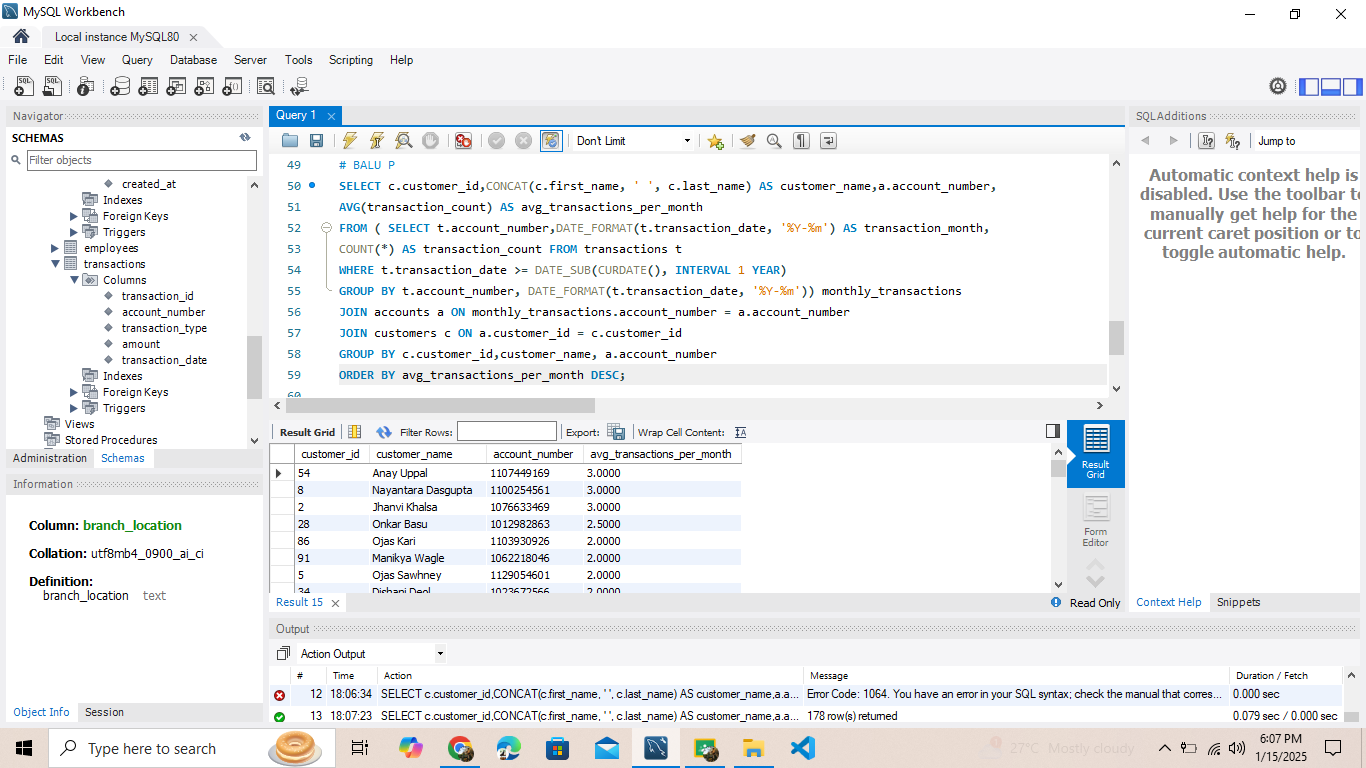 MySQL Workbench
Local instance MySQL80
File Edit View Query Database Server Tools Scripting Help
Navigator
SCHEMAS
Filter objects
created_at
Indexes
Foreign Keys
Triggers
employees
transactions
Columns
transaction_id
account_number
transaction_type
amount
transaction_date
Indexes
Foreign Keys
Triggers
Views
Stored Procedures
Administration Schemas
Information
Column: branch_location
Collation: utf8mb4_0900_ai_ci
Definition:
branch_location text
Object Info Session
Query 1
Don't Limit
49 # BALU P
50 SELECT c.customer_id,CONCAT(c.first_name, ' ', c.last_name) AS customer_name,a.account_number,
51 AVG(transaction_count) AS avg_transactions_per_month
52 FROM ( SELECT t.account_number,DATE_FORMAT(t.transaction_date, '%Y-%m') AS transaction_month,
53 COUNT(*) AS transaction_count FROM transactions t
54 WHERE t.transaction_date >= DATE_SUB(CURDATE(), INTERVAL 1 YEAR)
55 GROUP BY t.account_number, DATE_FORMAT(t.transaction_date, '%Y-%m')) monthly_transactions
56 JOIN accounts a ON monthly_transactions.account_number = a.account_number
57 JOIN customers c ON a.customer_id = c.customer_id
58 GROUP BY c.customer_id,customer_name, a.account_number
59 ORDER BY avg_transactions_per_month DESC;
60
Result Grid Filter Rows: Export: Wrap Cell Content:
customer_id customer_name account_number avg_transactions_per_month
54 Anay Uppal 1107449169 3.0000
8 Nayantara Dasgupta 1100254561 3.0000
2 Jhanvi Khalsa 1076633469 3.0000
28 Onkar Basu 1012982863 2.5000
86 Ojas Kari 1103930926 2.0000
91 Manikya Wagle 1062218046 2.0000
5 Ojas Sawhney 1129054601 2.0000
34 Dishani Deol 1023672566 2.0000
Result Grid
Form Editor
Result 15
Read Only
SQLAdditions
Jump to
Automatic context help is
disabled. Use the toolbar to
manually get help for the
current caret position or to
toggle automatic help.
Context Help Snippets
Output
Action Output
# Time Action Message Duration / Fetch
12 18:06:34 SELECT c.customer_id,CONCAT(c.first_name, ' ', c.last_name) AS customer_name,a.a... Error Code: 1064. You have an error in your SQL syntax; check the manual that corres... 0.000 sec
13 18:07:23 SELECT c.customer_id,CONCAT(c.first_name, ' ', c.last_name) AS customer_name,a.a... 178 row(s) returned 0.079 sec / 0.000 sec
Type here to search
27°C Mostly cloudy
6:07 PM
1/15/2025